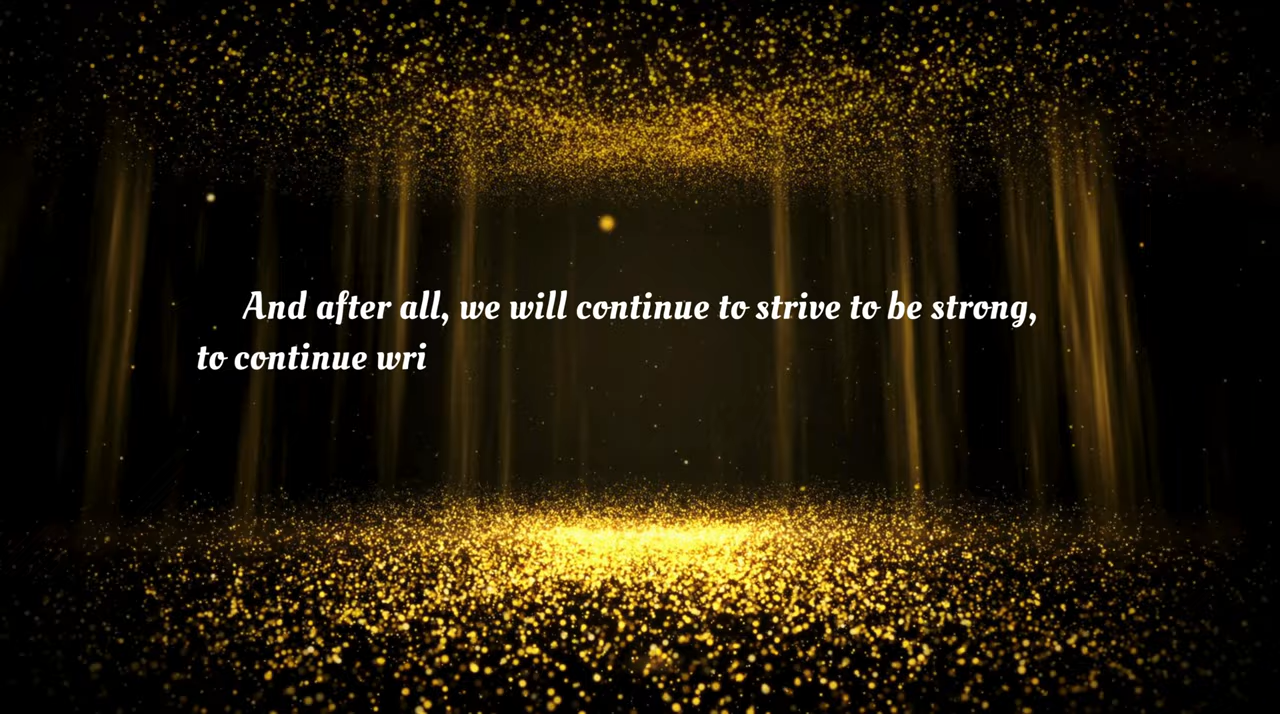 And after all, we will continue to strive to be strong,
to continue wri